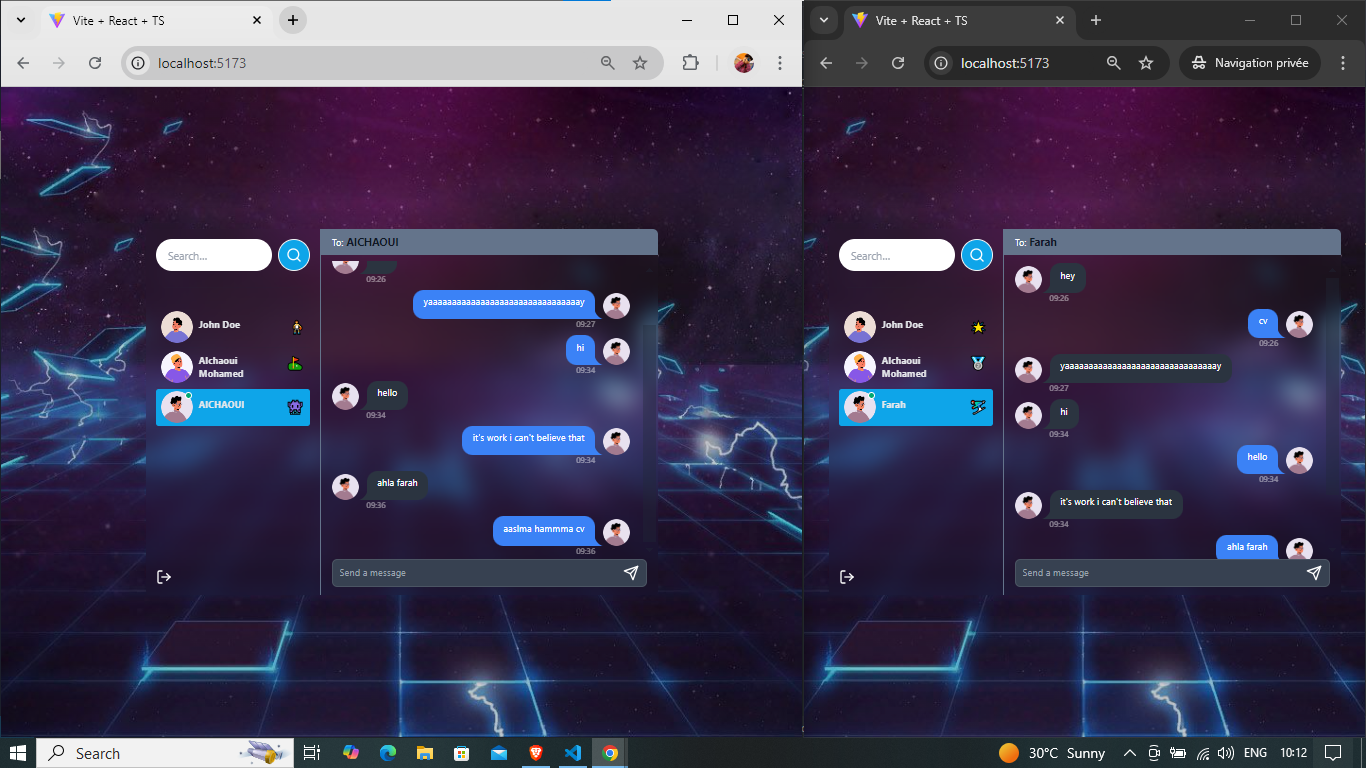 Vite + React + TS
localhost:5173
Search...
John Doe
Alchaoui
Mohamed
AICHAOUI
To: AICHAOUI
09:26
yaaaaaaaaaaaaaaaaaaaaaaaaaaaaaaaay
09:27
hi
09:34
hello
09:34
it's work i can't believe that
09:34
ahla farah
09:36
aaslma hammma cv
09:36
Send a message
Vite + React + TS
localhost:5173
Navigation privée
Search...
John Doe
Alchaoui
Mohamed
Farah
To: Farah
hey
09:26
cv
09:26
yaaaaaaaaaaaaaaaaaaaaaaaaaaaaaaaay
09:27
hi
09:34
hello
09:34
it's work i can't believe that
09:34
ahla farah
Send a message
Search
30°C Sunny
ENG
10:12